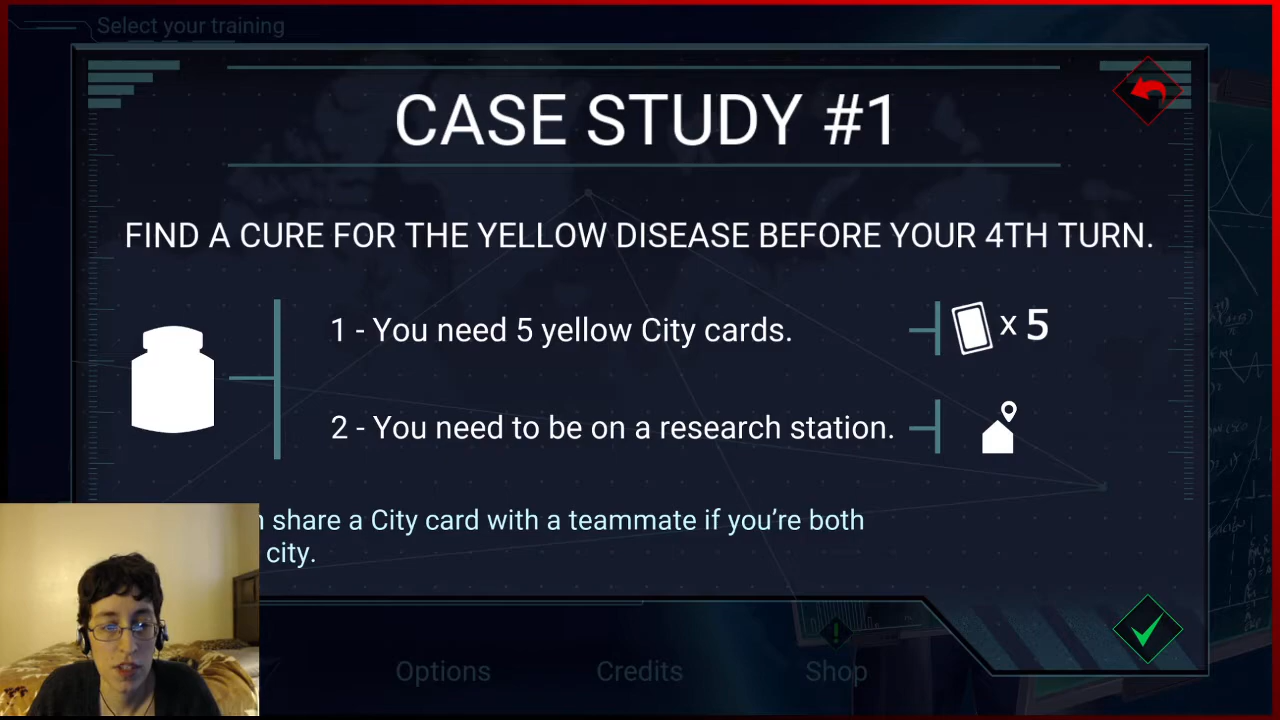 Select your training
CASE STUDY #1
FIND A CURE FOR THE YELLOW DISEASE BEFORE YOUR 4TH TURN.
1 - You need 5 yellow City cards.
x 5
2 - You need to be on a research station.
share a City card with a teammate if you’re both
city.
Options
Credits
Shop